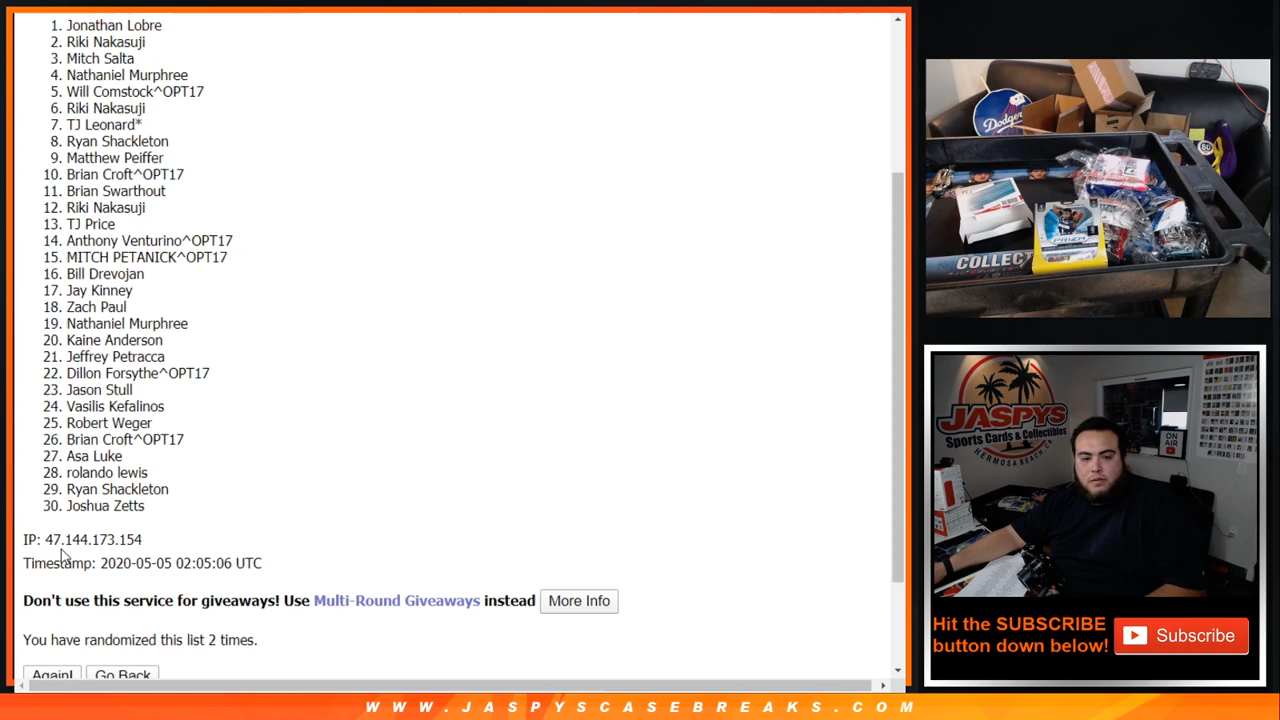 1. Jonathan Lobre
2. Riki Nakasuji
3. Mitch Salta
4. Nathaniel Murphree
5. Will Comstock^OPT17
6. Riki Nakasuji
7. TJ Leonard*
8. Ryan Shackleton
9. Matthew Peiffer
10. Brian Croft^OPT17
11. Brian Swarthout
12. Riki Nakasuji
13. TJ Price
14. Anthony Venturino^OPT17
15. MITCH PETANICK^OPT17
16. Bill Drevojan
17. Jay Kinney
18. Zach Paul
19. Nathaniel Murphree
20. Kaine Anderson
21. Jeffrey Petracca
22. Dillon Forsythe^OPT17
23. Jason Stull
24. Vasilis Kefalinos
25. Robert Weger
26. Brian Croft^OPT17
27. Asa Luke
28. rolando lewis
29. Ryan Shackleton
30. Joshua Zetts
IP: 47.144.173.154
Timestamp: 2020-05-05 02:05:06 UTC
Don't use this service for giveaways! Use Multi-Round Giveaways instead More Info
You have randomized this list 2 times.
Again! Go Back
Dodgers
PRIZM
COLLECT
JASPYS
Sports Cards & Collectibles
HERMOSA BEACH, CA
ON AIR
Hit the SUBSCRIBE
button down below!
Subscribe
WWW.JASPYSCASEBREAKS.COM